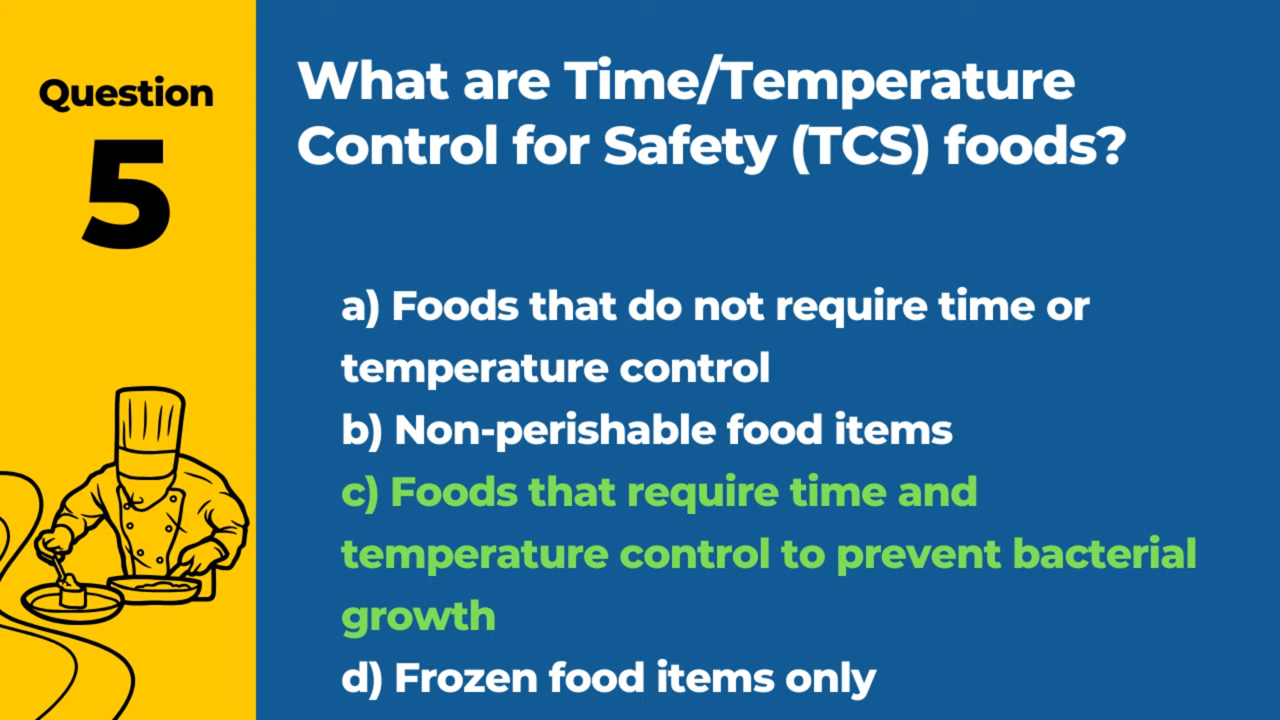 Question
5
What are Time/Temperature
Control for Safety (TCS) foods?
a) Foods that do not require time or
temperature control
b) Non-perishable food items
c) Foods that require time and
temperature control to prevent bacterial
growth
d) Frozen food items only